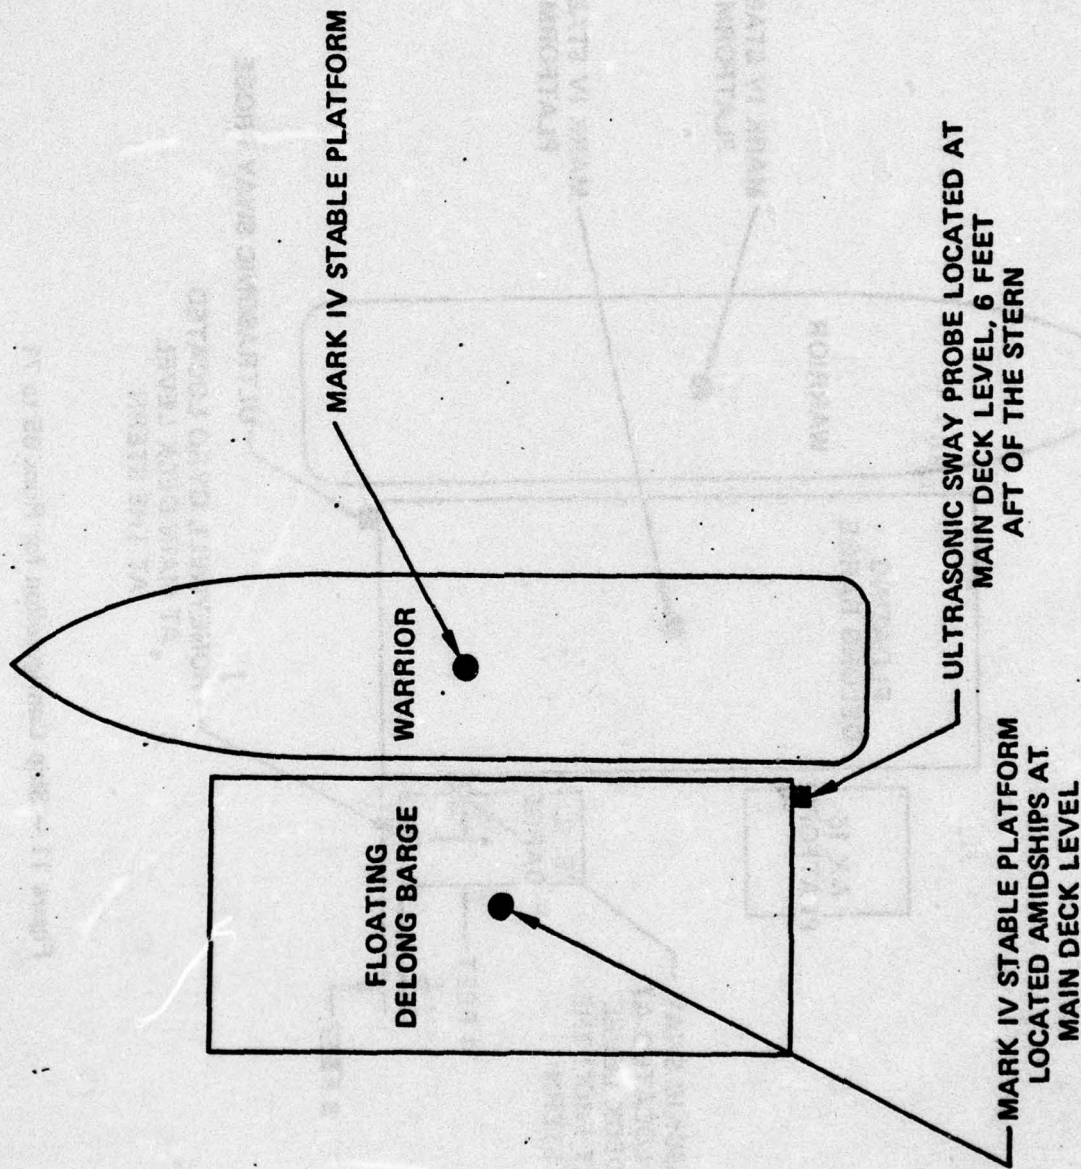 MARK IV STABLE PLATFORM
FLOATING
DELONG BARGE
WARRIOR
ULTRASONIC SWAY PROBE LOCATED AT
MAIN DECK LEVEL, 6 FEET
AFT OF THE STERN
MARK IV STABLE PLATFORM
LOCATED AMIDSHIPS AT
MAIN DECK LEVEL